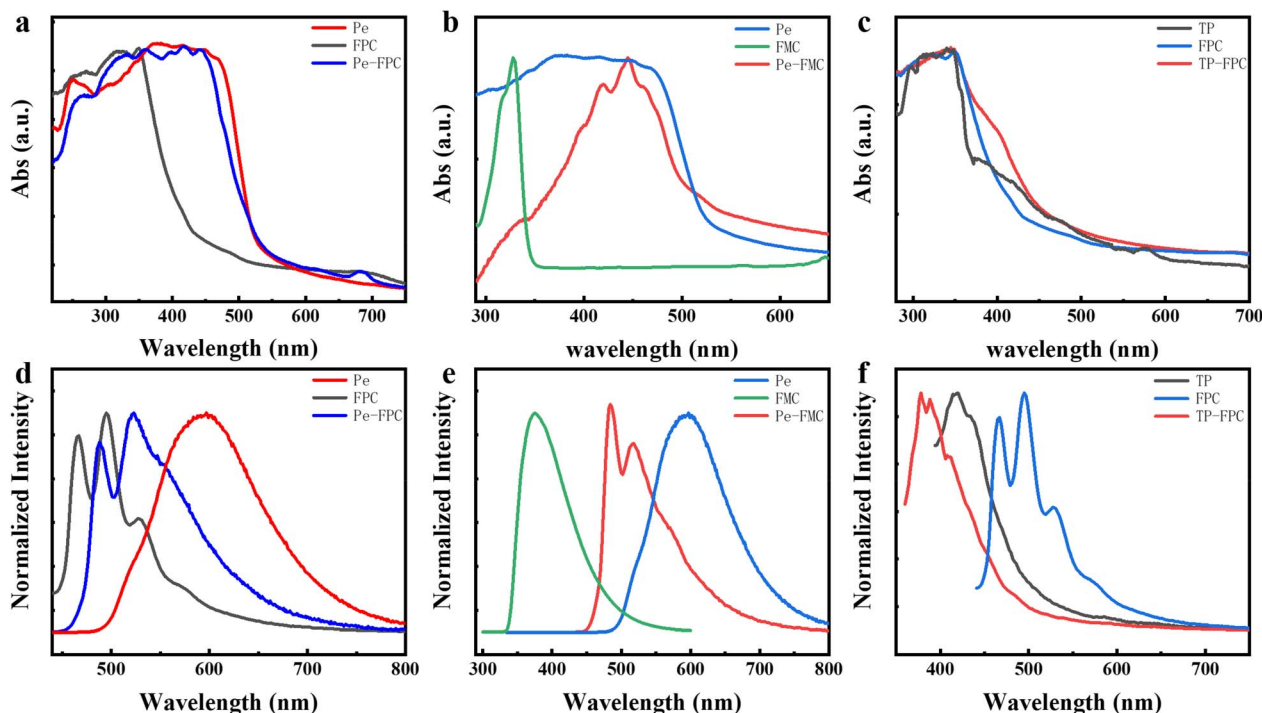 a
Pe
FPC
Pe-FPC
Abs (a.u.)
300 400 500 600 700
Wavelength (nm)
b
Pe
FMC
Pe-FMC
Abs (a.u.)
300 400 500 600
wavelength (nm)
c
TP
FPC
TP-FPC
Abs (a.u.)
300 400 500 600 700
wavelength (nm)
d
Pe
FPC
Pe-FPC
Normalized Intensity
500 600 700 800
Wavelength (nm)
e
Pe
FMC
Pe-FMC
Normalized Intensity
300 400 500 600 700 800
Wavelength (nm)
f
TP
FPC
TP-FPC
Normalized Intensity
400 500 600 700
Wavelength (nm)